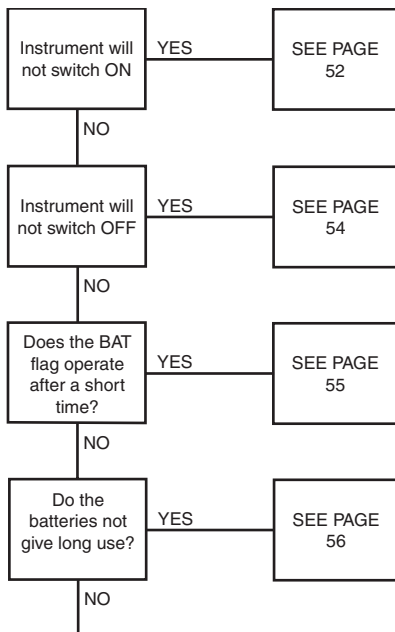 Instrument will
not switch ON
YES
SEE PAGE
52
NO
Instrument will
not switch OFF
YES
SEE PAGE
54
NO
Does the BAT
flag operate
after a short
time?
YES
SEE PAGE
55
NO
Do the
batteries not
give long use?
YES
SEE PAGE
56
NO